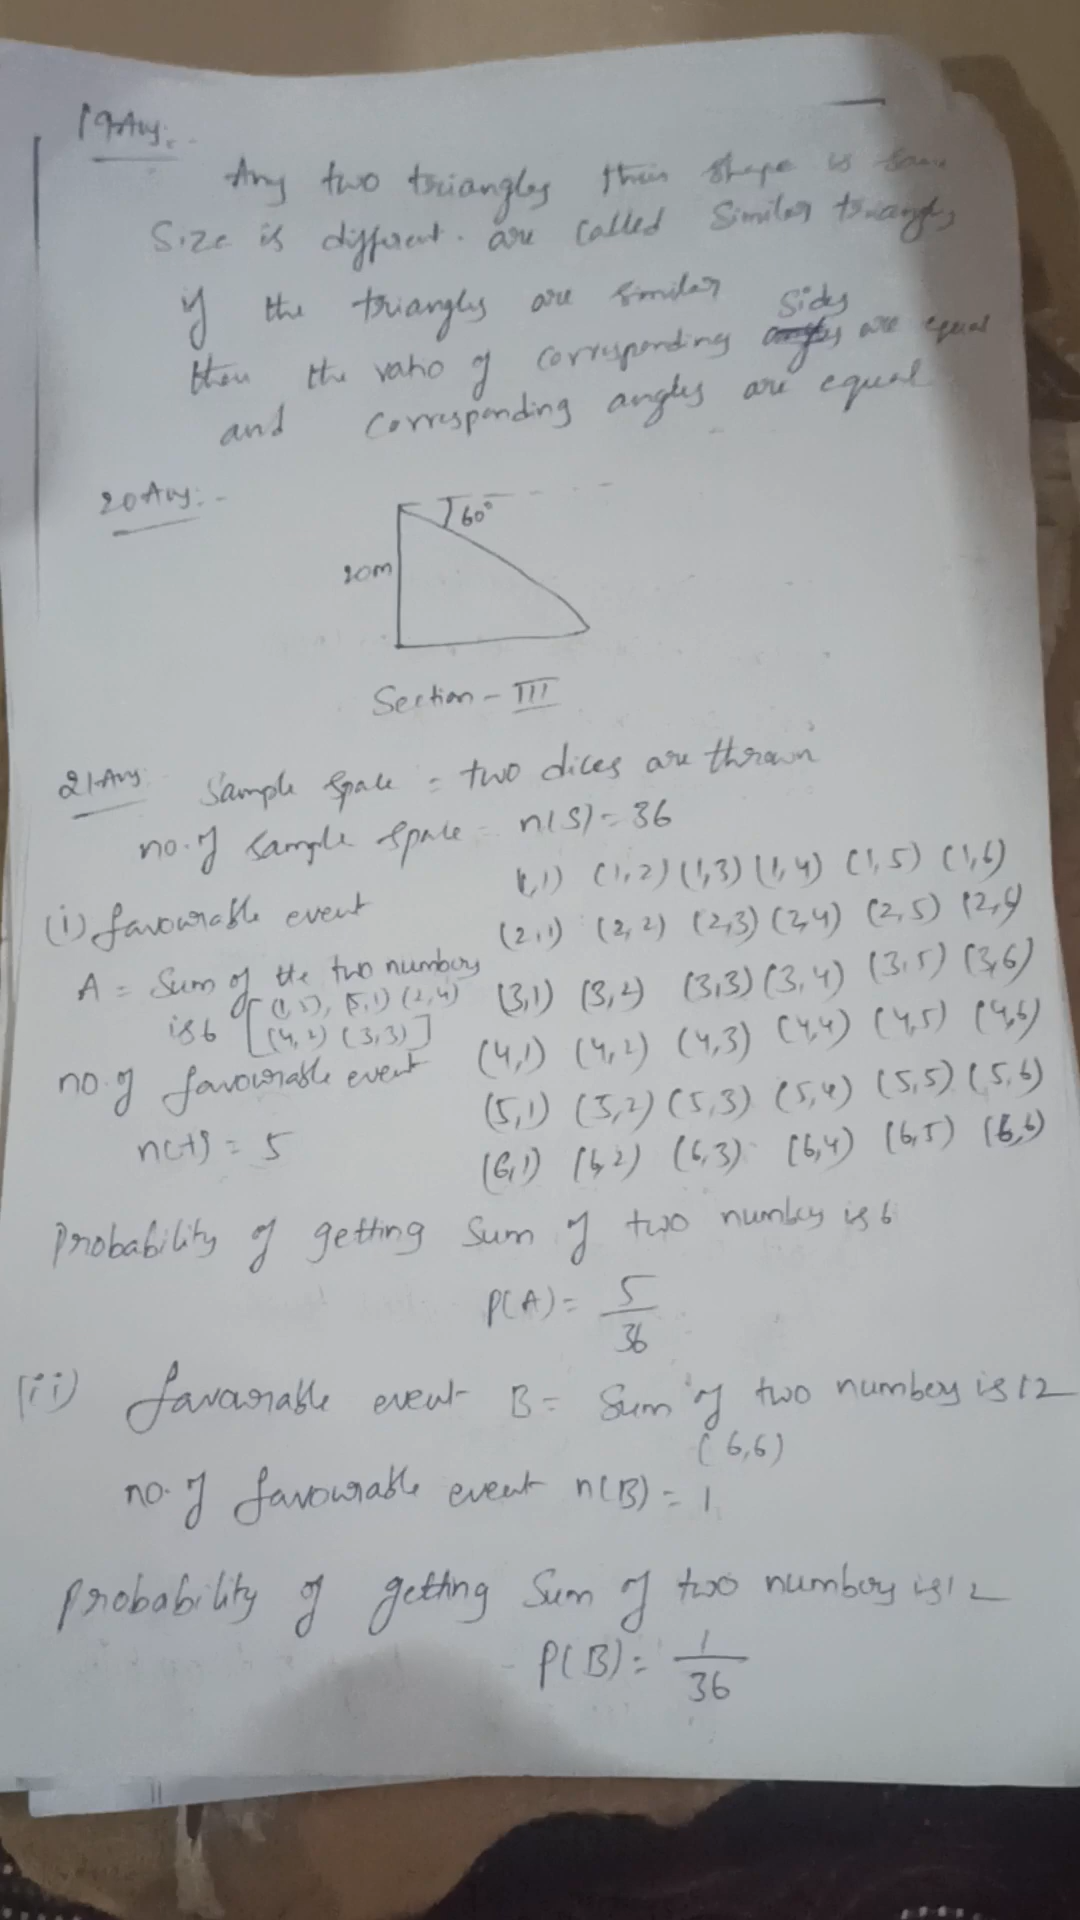 19Ans:-
Any two triangles their shape is same
Size is different. are called Similar triangles
if the triangles are similar
then the ratio of corresponding sides are equal
and corresponding angles are equal
20Ans:-
60°
20m
Section - III
21Ans: Sample space = two dices are thrown
no. of sample space = n(S) = 36
(1,1) (1,2) (1,3) (1,4) (1,5) (1,6)
(2,1) (2,2) (2,3) (2,4) (2,5) (2,6)
(3,1) (3,2) (3,3) (3,4) (3,5) (3,6)
(4,1) (4,2) (4,3) (4,4) (4,5) (4,6)
(5,1) (5,2) (5,3) (5,4) (5,5) (5,6)
(6,1) (6,2) (6,3) (6,4) (6,5) (6,6)
(i) favourable event
A = Sum of the two numbers
is 6 [(1,5), (5,1) (2,4)
(4,2) (3,3)]
no. of favourable event
n(A) = 5
Probability of getting Sum of two numbers is 6
P(A) = 5/36
(ii) favourable event B = Sum of two numbers is 12
(6,6)
no. of favourable event n(B) = 1
Probability of getting Sum of two numbers is 12
P(B) = 1/36